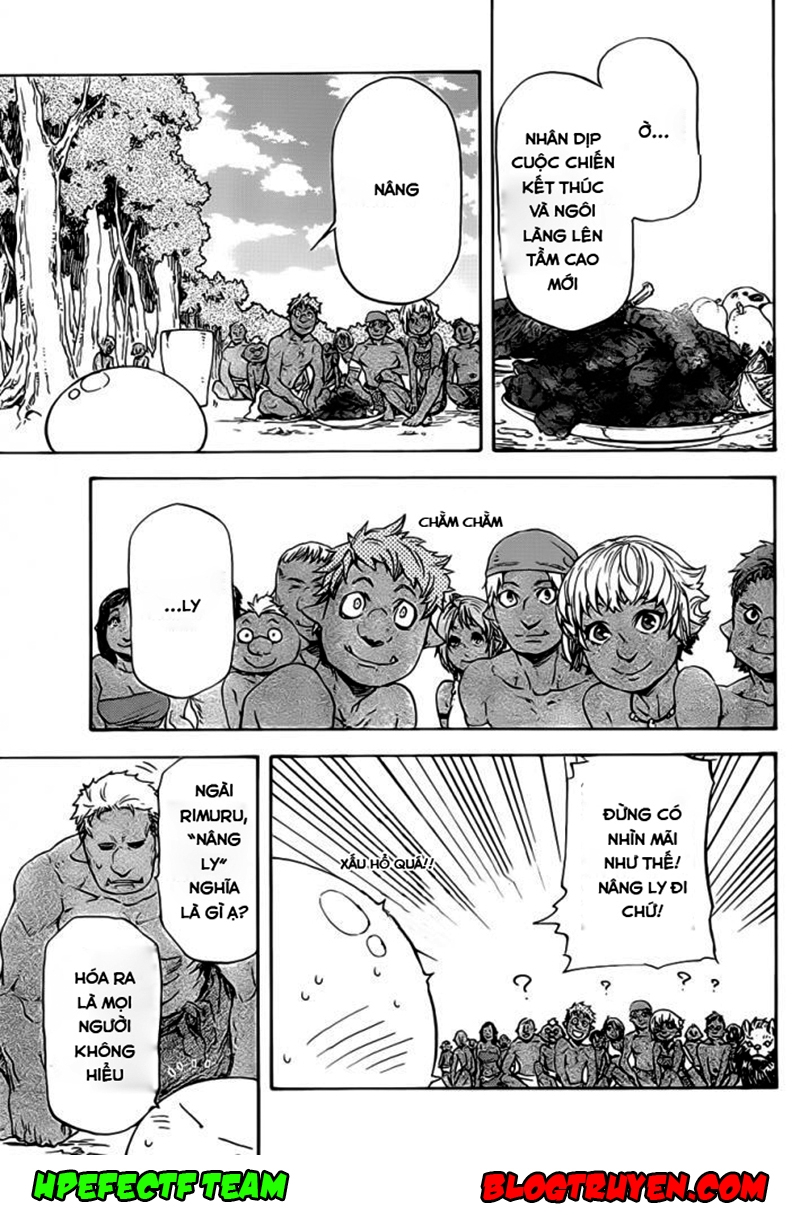 Ờ...
NHÂN DỊP
CUỘC CHIẾN
KẾT THÚC
VÀ NGÔI
LÀNG LÊN
TẦM CAO
MỚI
NÂNG
CHẰM CHẰM
...LY
ĐỪNG CÓ
NHÌN MÃI
NHƯ THẾ!
NÂNG LY ĐI
CHỨ!
XẤU HỔ QUÁ!!
? ? ? ?
NGÀI
RIMURU,
“NÂNG
LY”
NGHĨA
LÀ GÌ Ạ?
HÓA RA
LÀ MỌI
NGƯỜI
KHÔNG
HIỂU
HPEFECTF TEAM
BLOGTRUYEN.COM